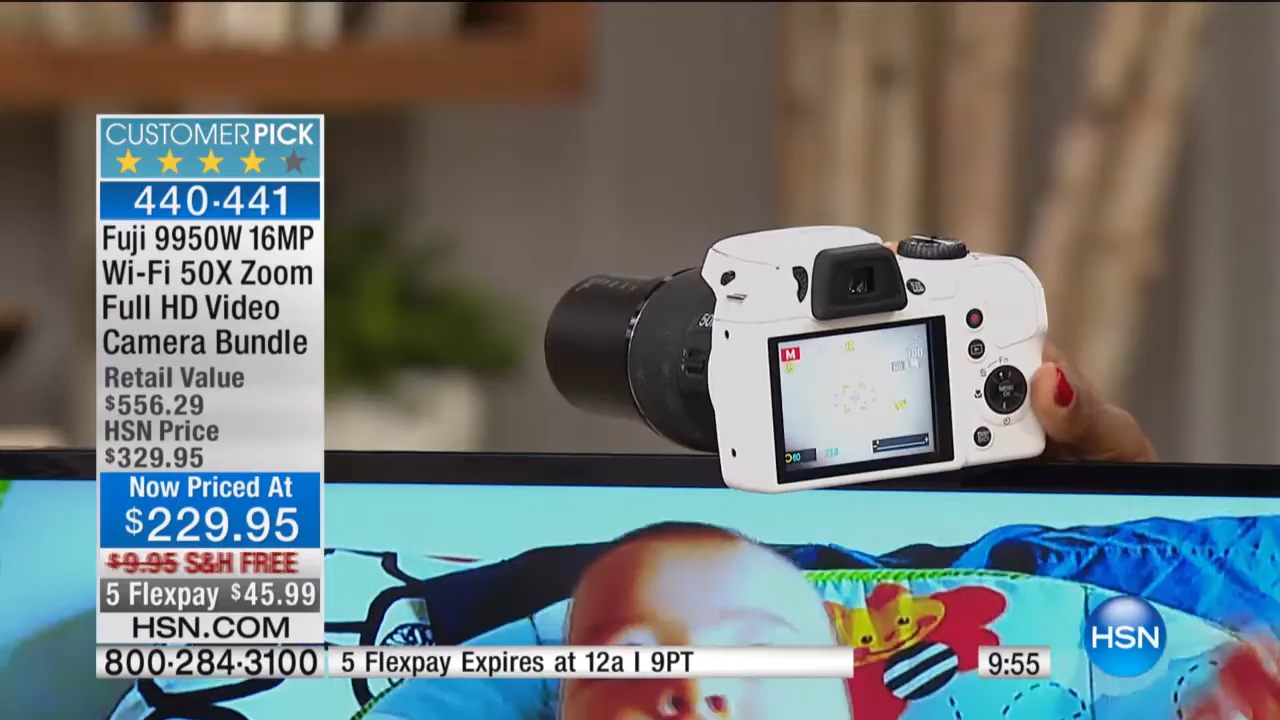 CUSTOMERPICK
440-441
Fuji 9950W 16MP
Wi-Fi 50X Zoom
Full HD Video
Camera Bundle
Retail Value
$556.29
HSN Price
$329.95
Now Priced At
$229.95
$9.95 S&H FREE
5 Flexpay $45.99
HSN.COM
800-284-3100
5 Flexpay Expires at 12a | 9PT
9:55
HSN
M
Fn